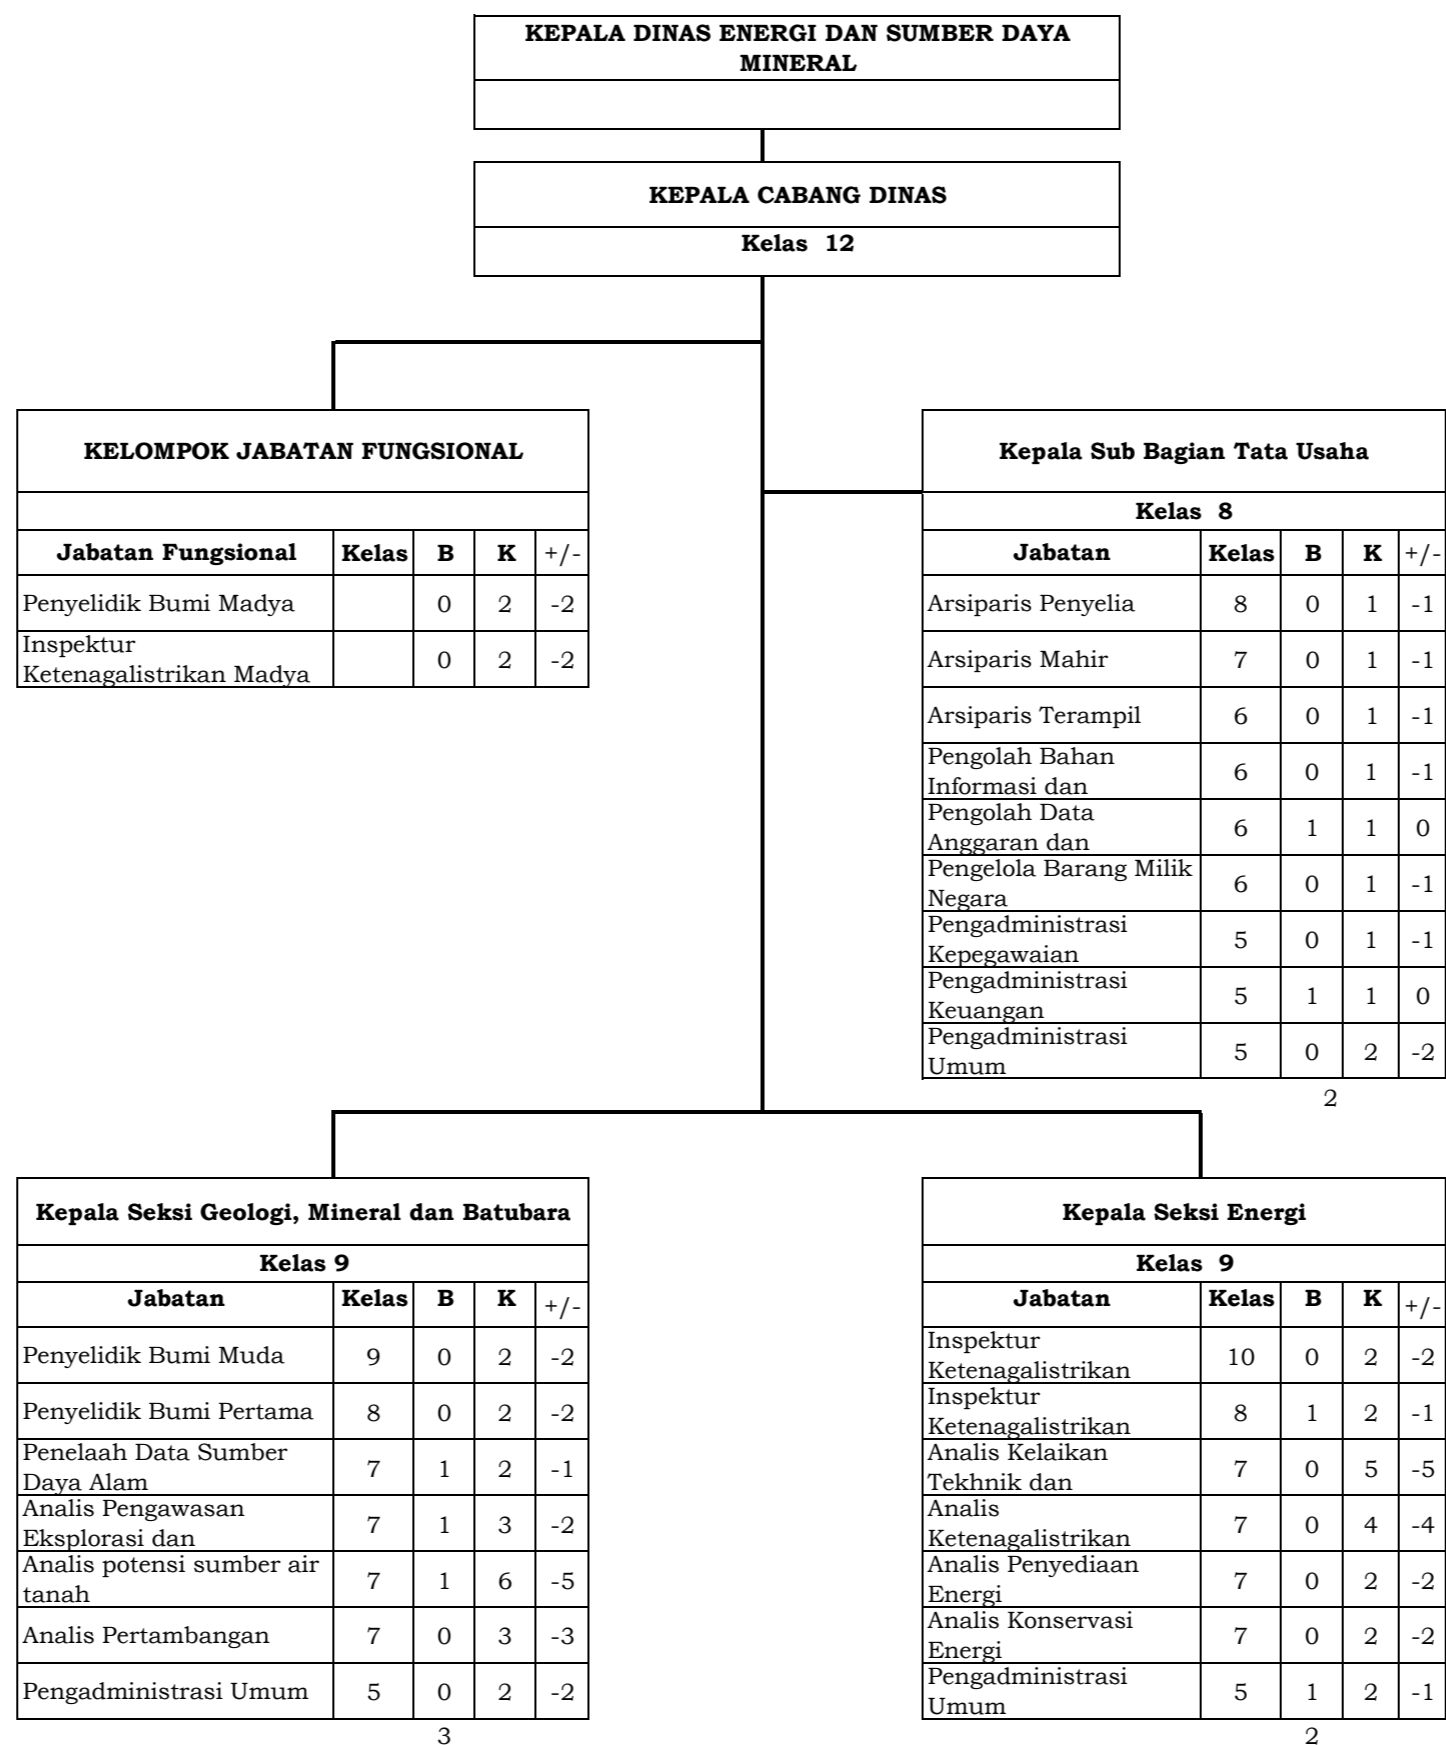 KEPALA DINAS ENERGI DAN SUMBER DAYA
MINERAL
KEPALA CABANG DINAS
Kelas 12
KELOMPOK JABATAN FUNGSIONAL
Jabatan Fungsional Kelas B K +/-
Penyelidik Bumi Madya 0 2 -2
Inspektur
Ketenagalistrikan Madya 0 2 -2
Kepala Sub Bagian Tata Usaha
Kelas 8
Jabatan Kelas B K +/-
Arsiparis Penyelia 8 0 1 -1
Arsiparis Mahir 7 0 1 -1
Arsiparis Terampil 6 0 1 -1
Pengolah Bahan
Informasi dan 6 0 1 -1
Pengolah Data
Anggaran dan 6 1 1 0
Pengelola Barang Milik
Negara 6 0 1 -1
Pengadministrasi
Kepegawaian 5 0 1 -1
Pengadministrasi
Keuangan 5 1 1 0
Pengadministrasi
Umum 5 0 2 -2
2
Kepala Seksi Geologi, Mineral dan Batubara
Kelas 9
Jabatan Kelas B K +/-
Penyelidik Bumi Muda 9 0 2 -2
Penyelidik Bumi Pertama 8 0 2 -2
Penelaah Data Sumber
Daya Alam 7 1 2 -1
Analis Pengawasan
Eksplorasi dan 7 1 3 -2
Analis potensi sumber air
tanah 7 1 6 -5
Analis Pertambangan 7 0 3 -3
Pengadministrasi Umum 5 0 2 -2
3
Kepala Seksi Energi
Kelas 9
Jabatan Kelas B K +/-
Inspektur
Ketenagalistrikan 10 0 2 -2
Inspektur
Ketenagalistrikan 8 1 2 -1
Analis Kelaikan
Tekhnik dan 7 0 5 -5
Analis
Ketenagalistrikan 7 0 4 -4
Analis Penyediaan
Energi 7 0 2 -2
Analis Konservasi
Energi 7 0 2 -2
Pengadministrasi
Umum 5 1 2 -1
2